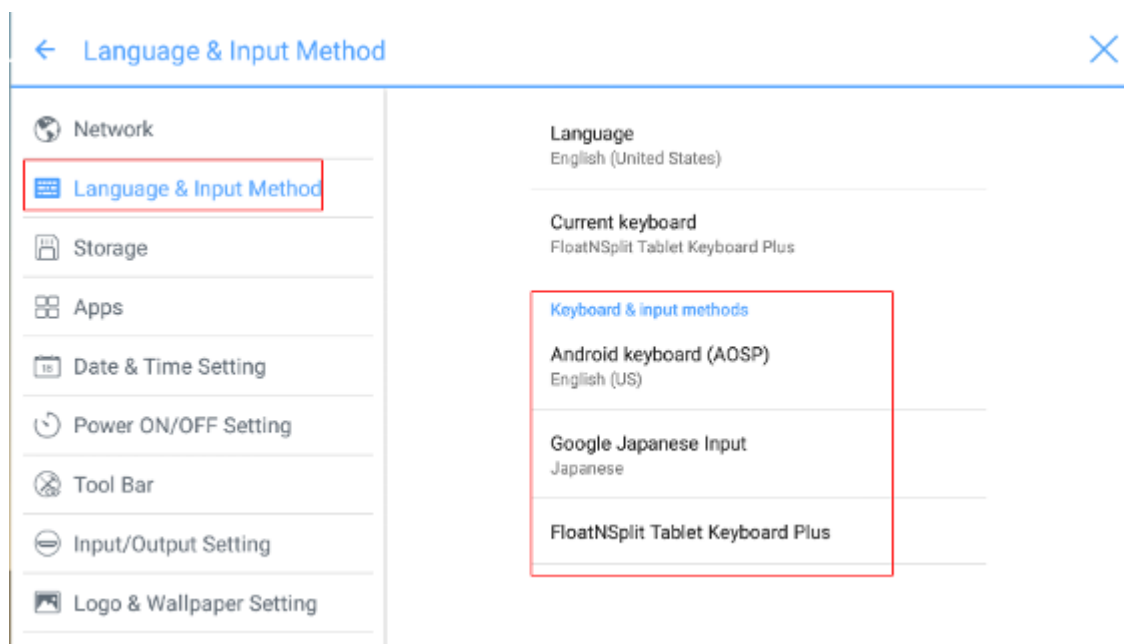 Language & Input Method
Network
Language & Input Method
Storage
Apps
Date & Time Setting
Power ON/OFF Setting
Tool Bar
Input/Output Setting
Logo & Wallpaper Setting
Language
English (United States)
Current keyboard
FloatNSplit Tablet Keyboard Plus
Keyboard & input methods
Android keyboard (AOSP)
English (US)
Google Japanese Input
Japanese
FloatNSplit Tablet Keyboard Plus